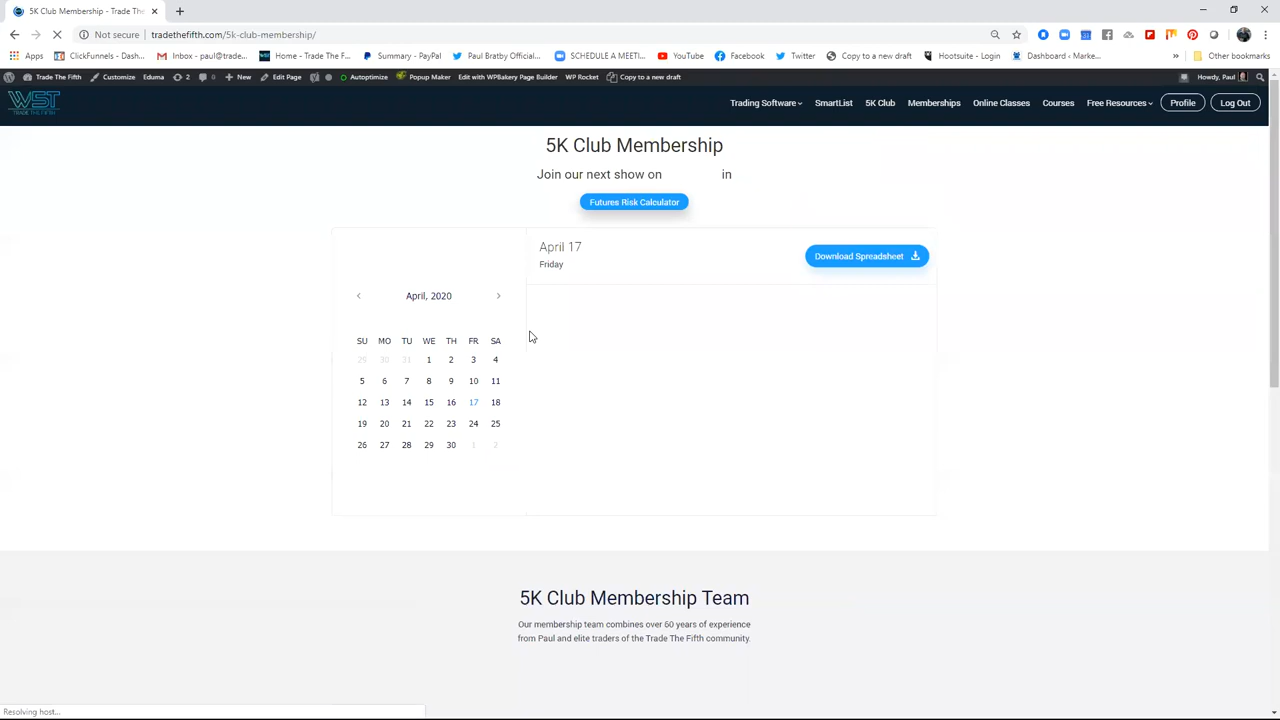 5K Club Membership - Trade The
Not secure | tradethefifth.com/5k-club-membership/
Apps ClickFunnels - Dash... Inbox - paul@trade... Home - Trade The F... Summary - PayPal Paul Bratby Official... SCHEDULE A MEETI... YouTube Facebook Twitter Copy to a new draft Hootsuite - Login Dashboard ‹ Marke... » Other bookmarks
Trade The Fifth Customize Eduma 2 0 New Edit Page Autoptimize Popup Maker Edit with WPBakery Page Builder WP Rocket Copy to a new draft Howdy, Paul
WST
TRADE THE FIFTH
Trading Software SmartList 5K Club Memberships Online Classes Courses Free Resources Profile Log Out
5K Club Membership
Join our next show on in
Futures Risk Calculator
April 17
Friday
Download Spreadsheet
April, 2020
SU MO TU WE TH FR SA
29 30 31 1 2 3 4
5 6 7 8 9 10 11
12 13 14 15 16 17 18
19 20 21 22 23 24 25
26 27 28 29 30 1 2
5K Club Membership Team
Our membership team combines over 60 years of experience
from Paul and elite traders of the Trade The Fifth community.
Resolving host...